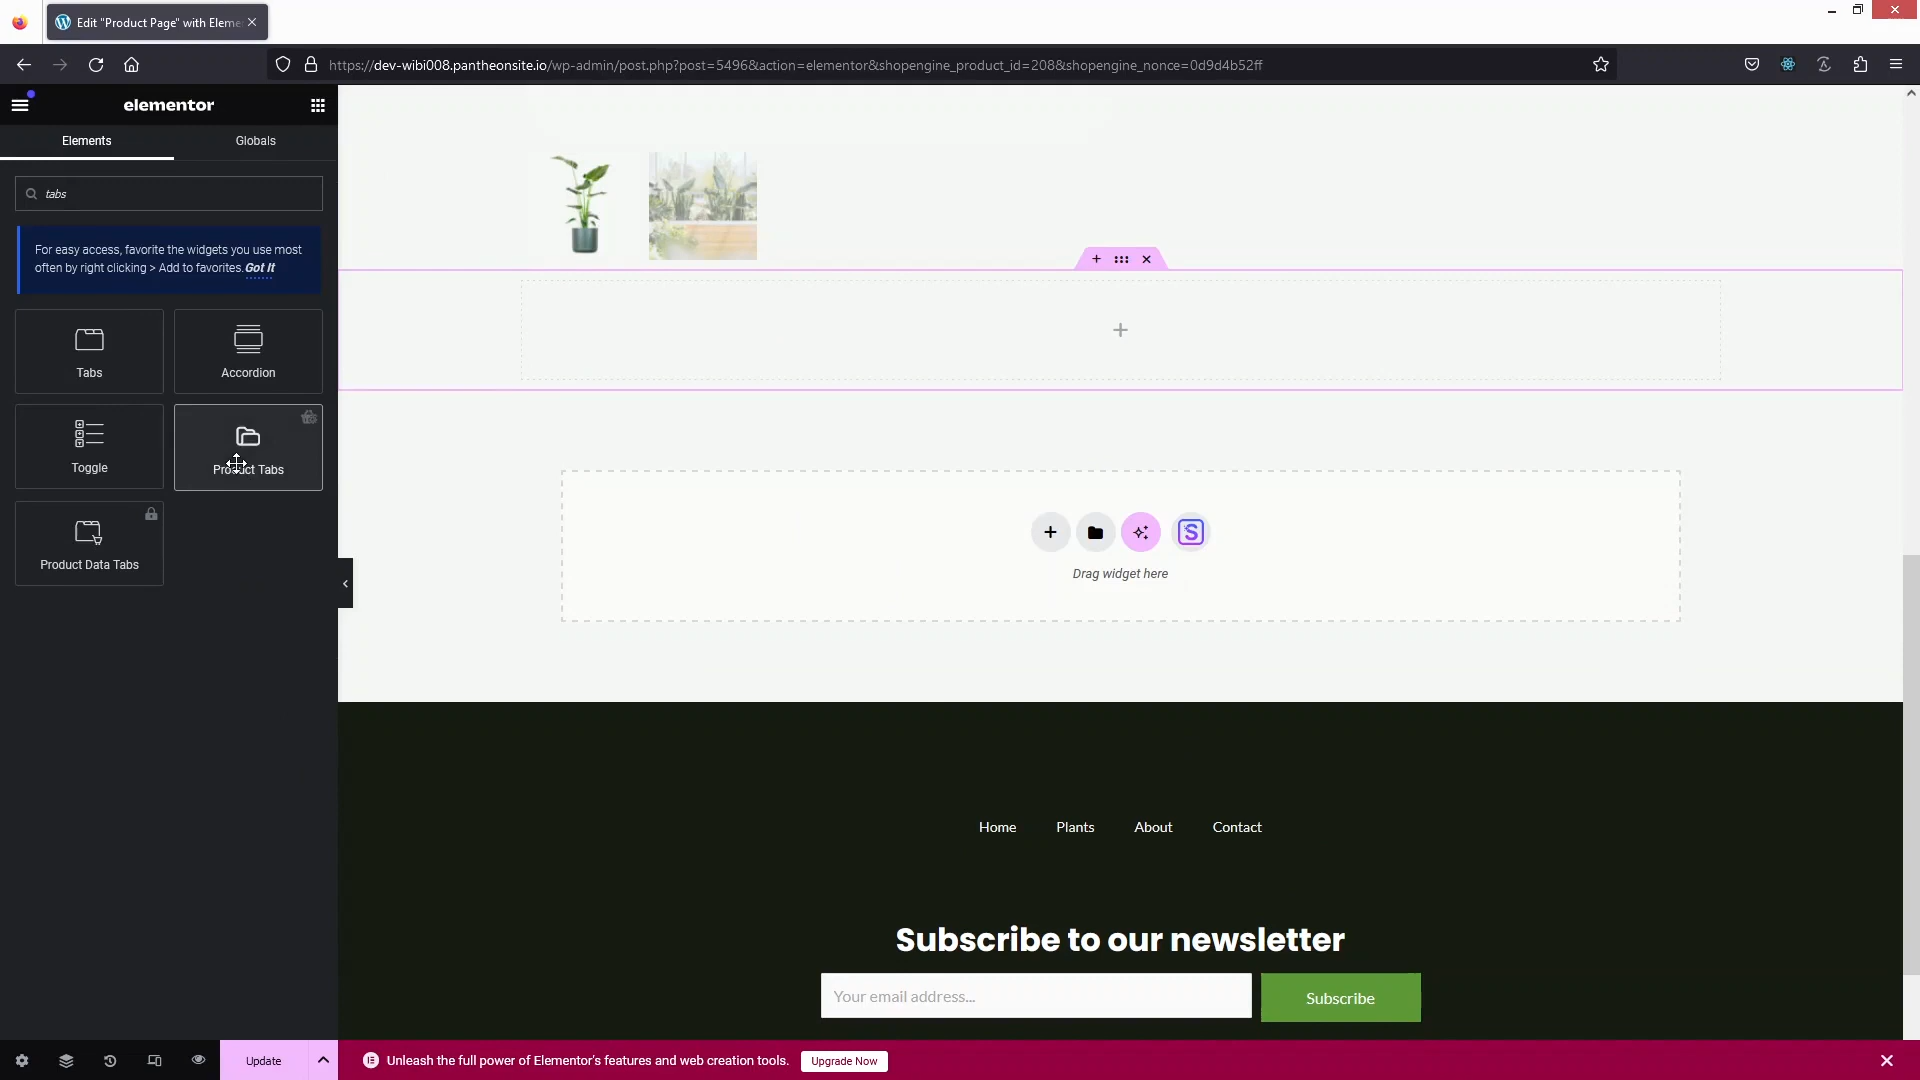 Edit "Product Page" with Eleme
https://dev-wibi008.pantheonsite.io/wp-admin/post.php?post=5496&action=elementor&shopengine_product_id=208&shopengine_nonce=0d9d4b52ff
elementor
Elements
Globals
tabs
For easy access, favorite the widgets you use most
often by right clicking > Add to favorites. Got It
Tabs
Accordion
Toggle
Product Tabs
Product Data Tabs
Drag widget here
Home
Plants
About
Contact
Subscribe to our newsletter
Your email address...
Subscribe
Update
Unleash the full power of Elementor's features and web creation tools.
Upgrade Now